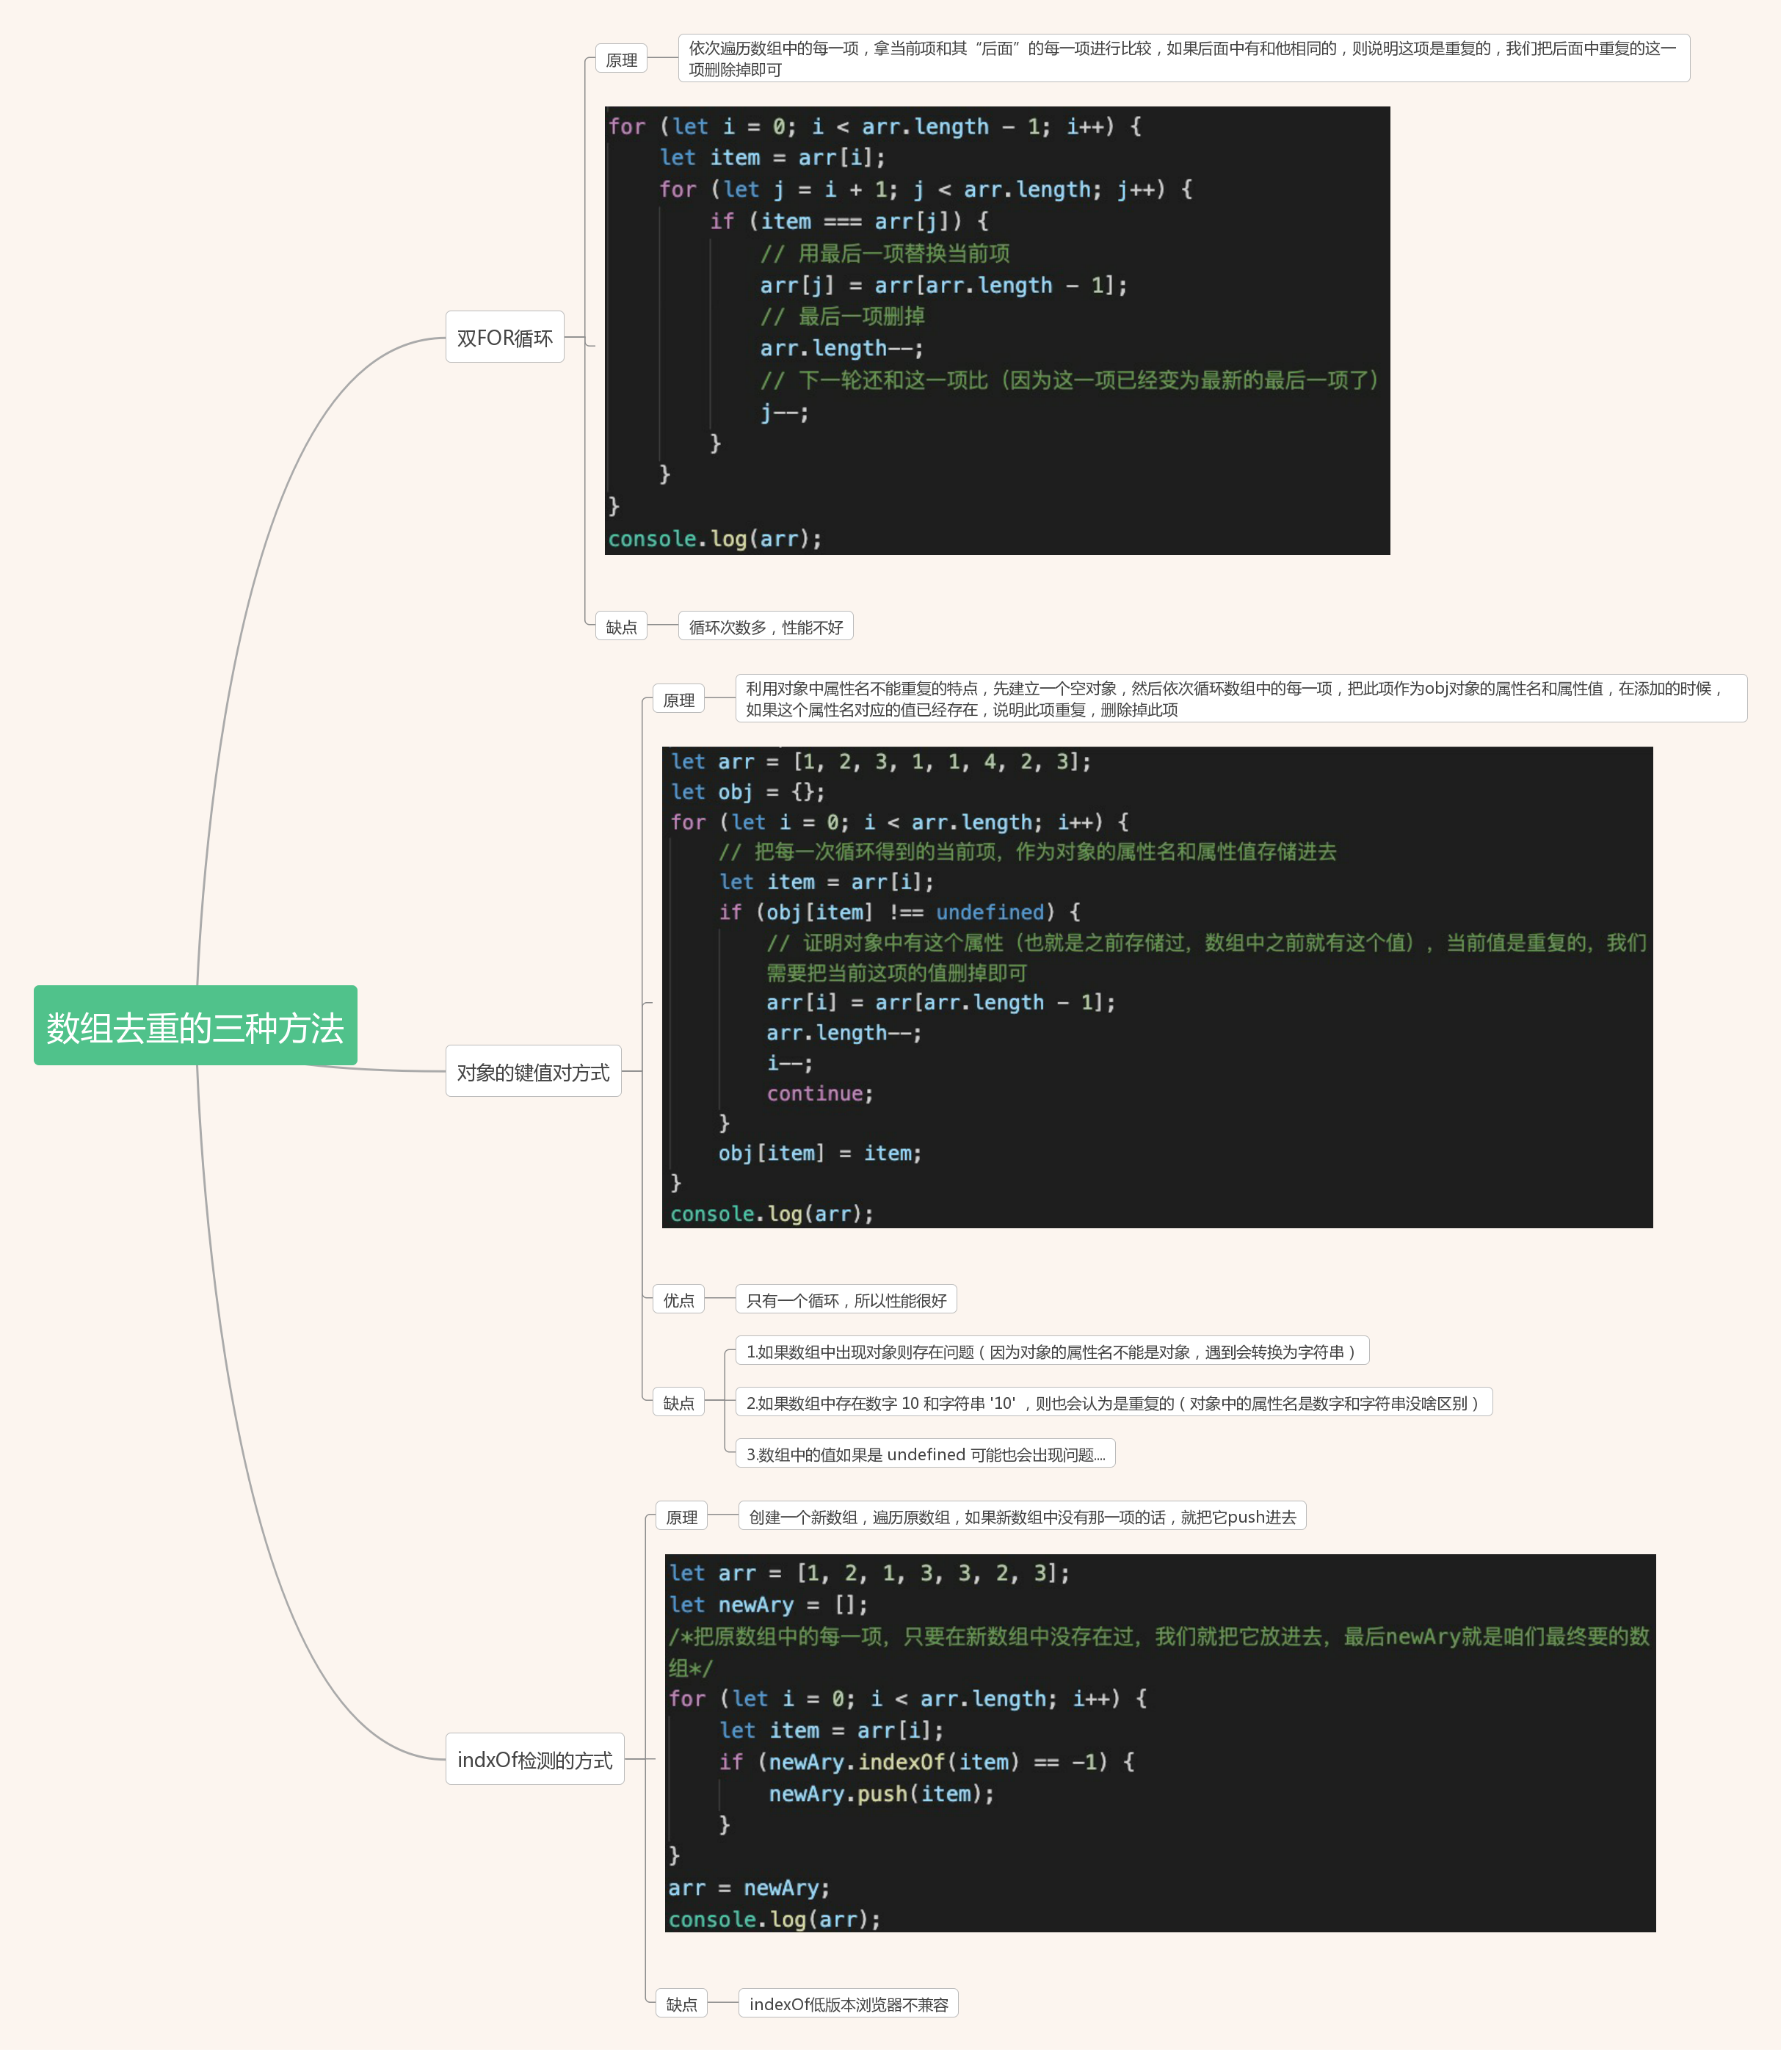 数组去重的三种方法
双FOR循环
原理
依次遍历数组中的每一项，拿当前项和其“后面”的每一项进行比较，如果后面中有和他相同的，则说明这项是重复的，我们把后面中重复的这一
项删除掉即可
for (let i = 0; i < arr.length - 1; i++) {
    let item = arr[i];
    for (let j = i + 1; j < arr.length; j++) {
        if (item === arr[j]) {
            // 用最后一项替换当前项
            arr[j] = arr[arr.length - 1];
            // 最后一项删掉
            arr.length--;
            // 下一轮还和这一项比（因为这一项已经变为最新的最后一项了）
            j--;
        }
    }
}
console.log(arr);
缺点
循环次数多，性能不好
对象的键值对方式
原理
利用对象中属性名不能重复的特点，先建立一个空对象，然后依次循环数组中的每一项，把此项作为obj对象的属性名和属性值，在添加的时候，
如果这个属性名对应的值已经存在，说明此项重复，删除掉此项
let arr = [1, 2, 3, 1, 1, 4, 2, 3];
let obj = {};
for (let i = 0; i < arr.length; i++) {
    // 把每一次循环得到的当前项，作为对象的属性名和属性值存储进去
    let item = arr[i];
    if (obj[item] !== undefined) {
        // 证明对象中有这个属性（也就是之前存储过，数组中之前就有这个值），当前值是重复的，我们
        需要把当前这项的值删掉即可
        arr[i] = arr[arr.length - 1];
        arr.length--;
        i--;
        continue;
    }
    obj[item] = item;
}
console.log(arr);
优点
只有一个循环，所以性能很好
缺点
1.如果数组中出现对象则存在问题（因为对象的属性名不能是对象，遇到会转换为字符串）
2.如果数组中存在数字 10 和字符串 '10' ，则也会认为是重复的（对象中的属性名是数字和字符串没啥区别）
3.数组中的值如果是 undefined 可能也会出现问题....
indxOf检测的方式
原理
创建一个新数组，遍历原数组，如果新数组中没有那一项的话，就把它push进去
let arr = [1, 2, 1, 3, 3, 2, 3];
let newAry = [];
/*把原数组中的每一项，只要在新数组中没存在过，我们就把它放进去，最后newAry就是咱们最终要的数
组*/
for (let i = 0; i < arr.length; i++) {
    let item = arr[i];
    if (newAry.indexOf(item) == -1) {
        newAry.push(item);
    }
}
arr = newAry;
console.log(arr);
缺点
indexOf低版本浏览器不兼容